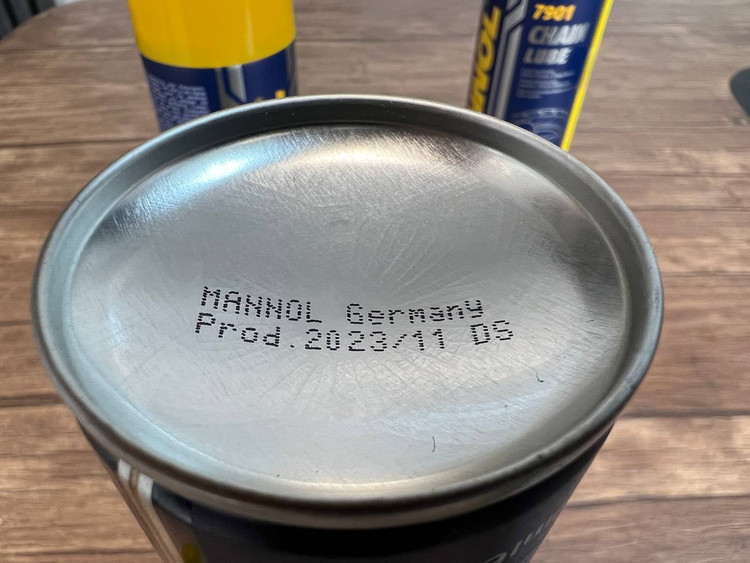 7901
CHAIN
LUBE
MANNOL Germany
Prod.2023/11 DS